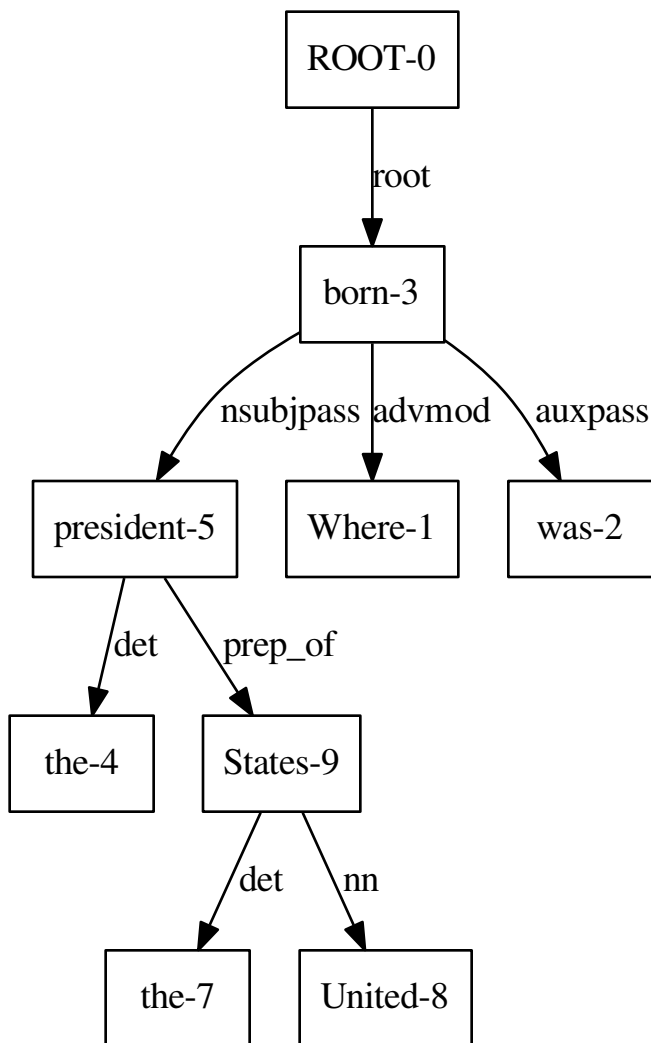 ROOT-0
root
born-3
nsubjpass advmod auxpass
president-5 Where-1 was-2
det prep_of
the-4 States-9
det nn
the-7 United-8